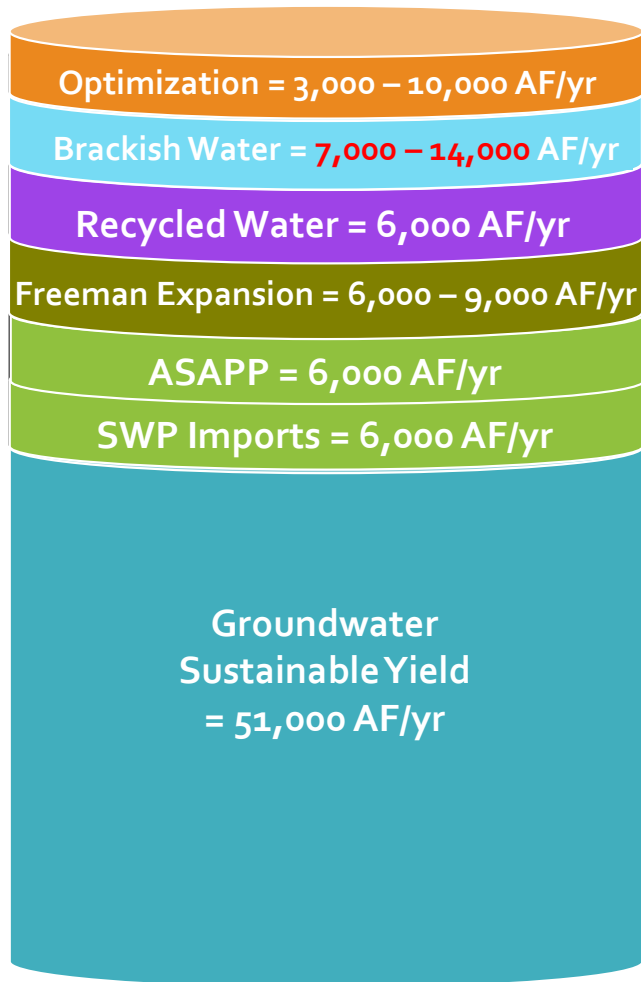 Optimization = 3,000 – 10,000 AF/yr
Brackish Water = 7,000 – 14,000 AF/yr
Recycled Water = 6,000 AF/yr
Freeman Expansion = 6,000 – 9,000 AF/yr
ASAPP = 6,000 AF/yr
SWP Imports = 6,000 AF/yr
Groundwater
Sustainable Yield
= 51,000 AF/yr